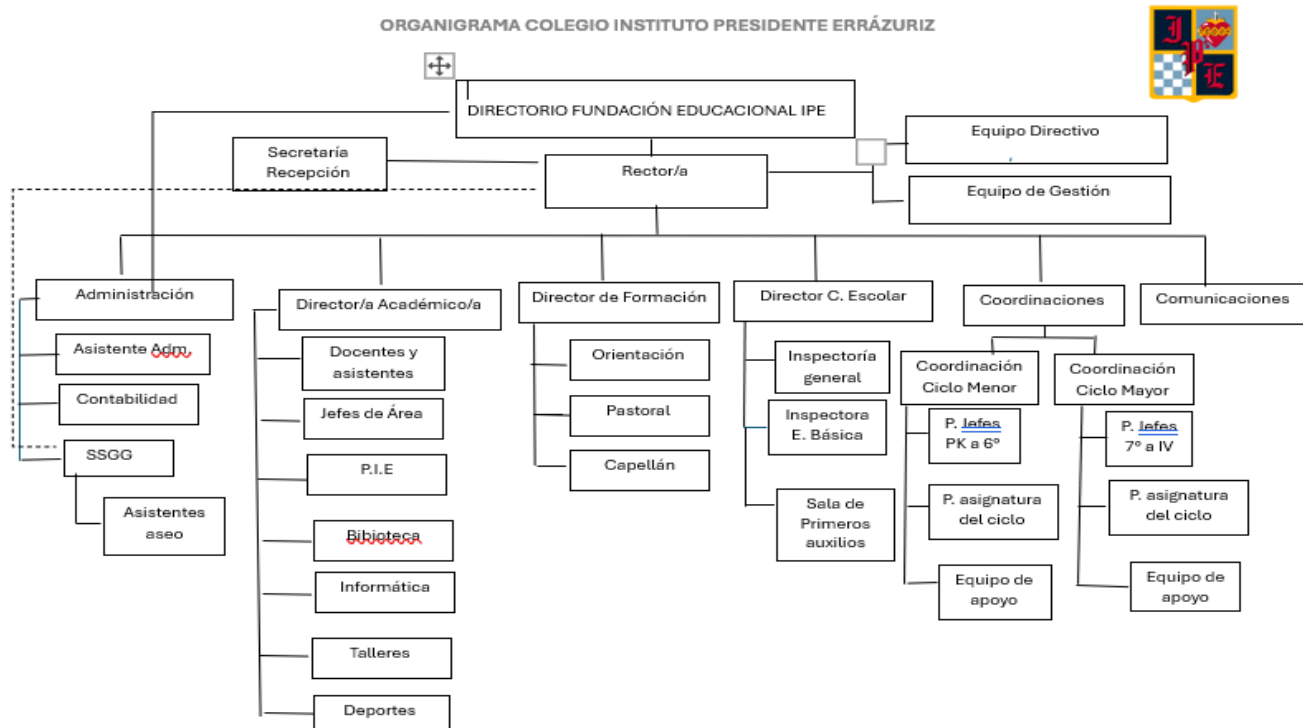 ORGANIGRAMA COLEGIO INSTITUTO PRESIDENTE ERRÁZURIZ
I
P
E
DIRECTORIO FUNDACIÓN EDUCACIONAL IPE
Secretaría
Recepción
Rector/a
Equipo Directivo
Equipo de Gestión
Administración
Asistente Adm.
Contabilidad
SSGG
Asistentes
aseo
Director/a Académico/a
Docentes y
asistentes
Jefes de Área
P.I.E
Bibioteca
Informática
Talleres
Deportes
Director de Formación
Orientación
Pastoral
Capellán
Director C. Escolar
Inspectoría
general
Inspectora
E. Básica
Sala de
Primeros
auxilios
Coordinaciones
Coordinación
Ciclo Menor
P. Jefes
PK a 6º
P. asignatura
del ciclo
Equipo de
apoyo
Coordinación
Ciclo Mayor
P. Jefes
7º a IV
P. asignatura
del ciclo
Equipo de
apoyo
Comunicaciones